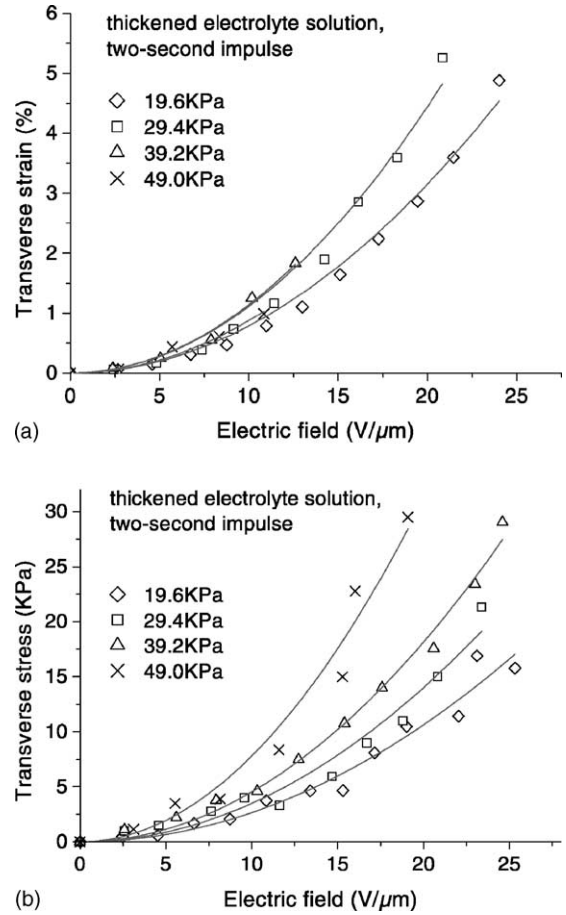 thickened electrolyte solution,
two-second impulse
19.6KPa
29.4KPa
39.2KPa
49.0KPa
Transverse strain (%)
6
5
4
3
2
1
0
0 5 10 15 20 25
Electric field (V/μm)
(a)
thickened electrolyte solution,
two-second impulse
19.6KPa
29.4KPa
39.2KPa
49.0KPa
Transverse stress (KPa)
30
25
20
15
10
5
0
0 5 10 15 20 25
Electric field (V/μm)
(b)